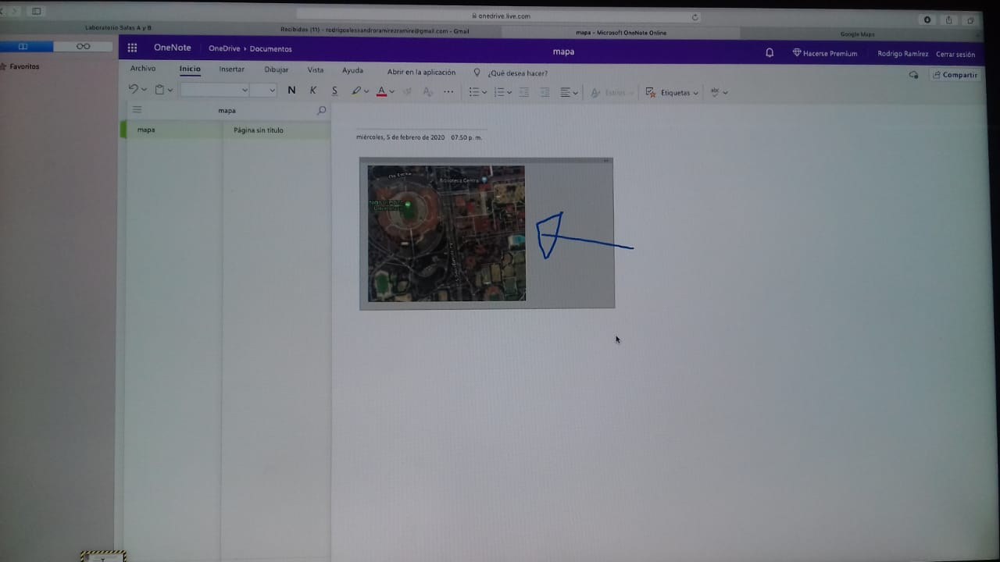 onedrive.live.com
Laboratorio Salas A y B
Recibidos (11) - rodrigoalessandroramirezramire@gmail.com - Gmail
mapa - Microsoft OneNote Online
Google Maps
Favoritos
OneNote
OneDrive › Documentos
mapa
Hacerse Premium
Rodrigo Ramírez
Cerrar sesión
Archivo
Inicio
Insertar
Dibujar
Vista
Ayuda
Abrir en la aplicación
¿Qué desea hacer?
Compartir
N K S A
Estilos
Etiquetas
abc
mapa
mapa
Página sin título
miércoles, 5 de febrero de 2020 07:50 p. m.
Biblioteca Central